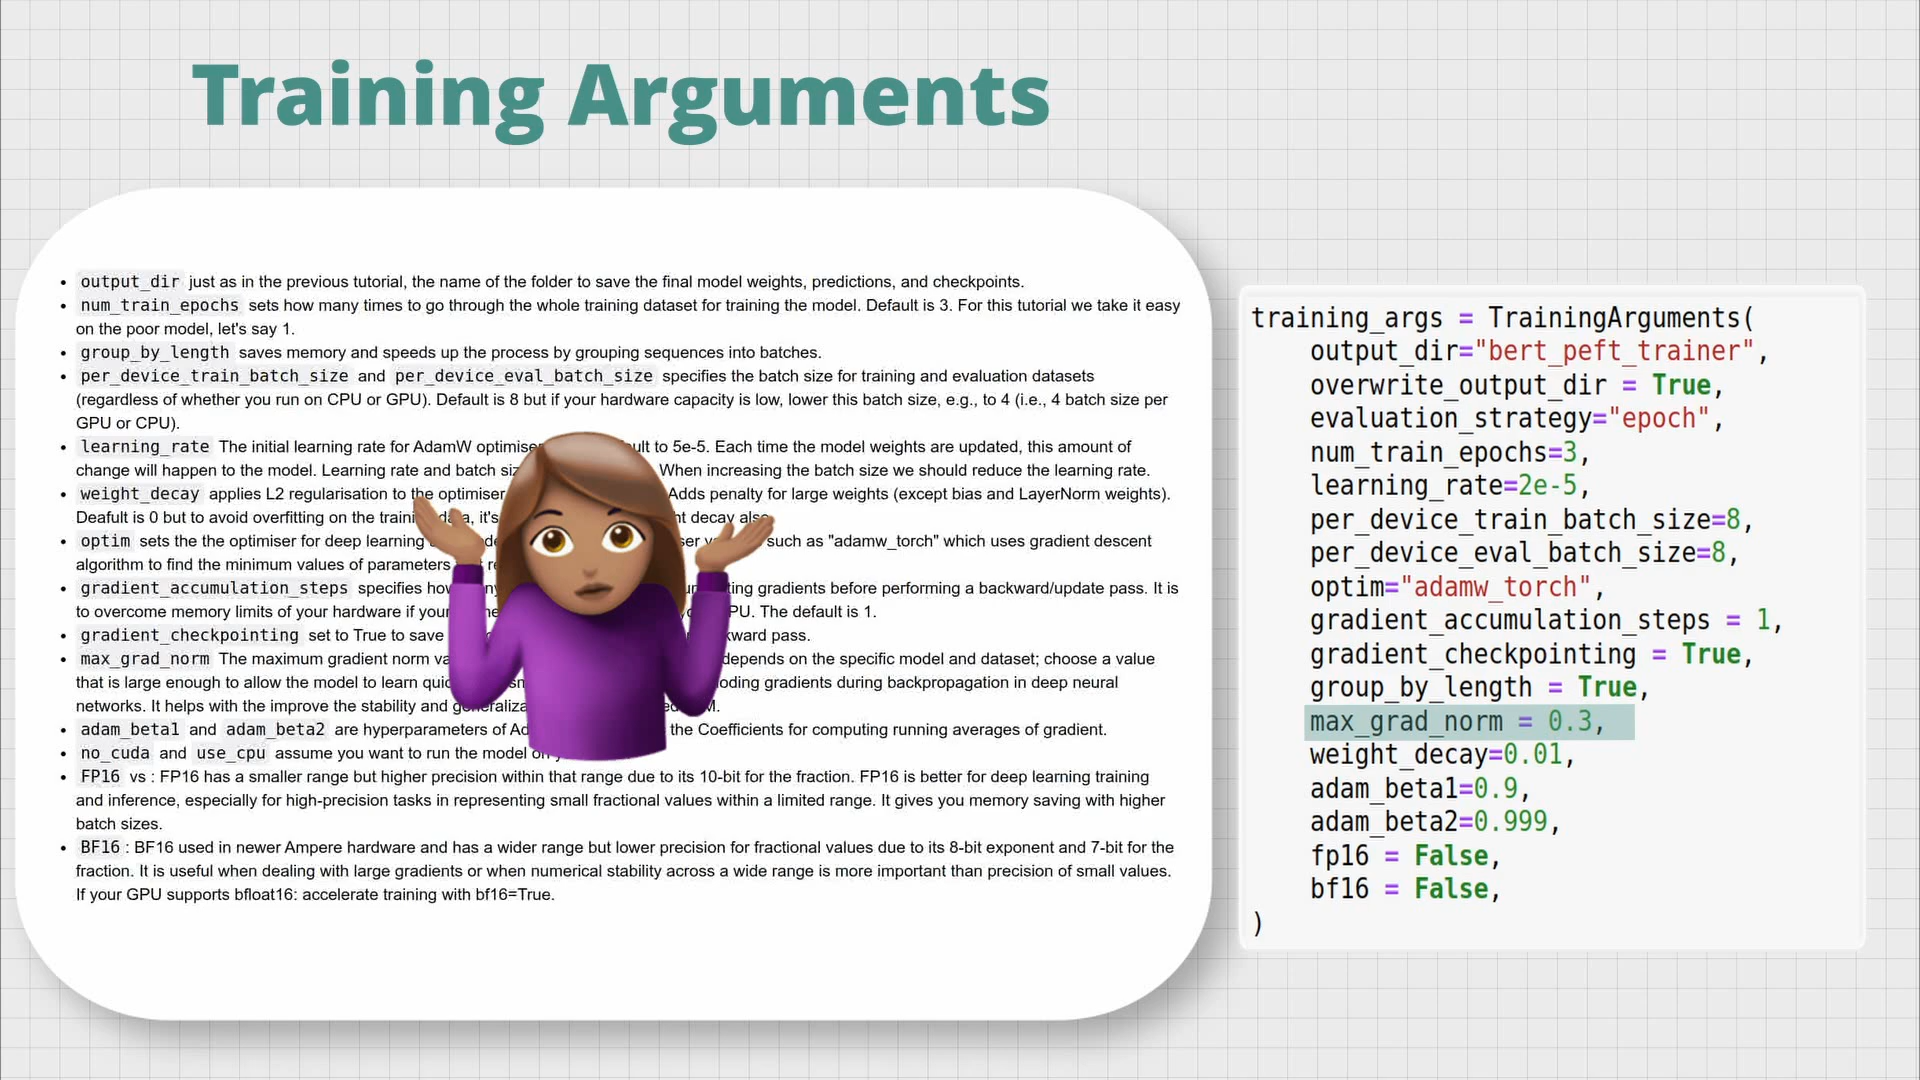 Training Arguments
output_dir just as in the previous tutorial, the name of the folder to save the final model weights, predictions, and checkpoints.
num_train_epochs sets how many times to go through the whole training dataset for training the model. Default is 3. For this tutorial we take it easy
on the poor model, let's say 1.
group_by_length saves memory and speeds up the process by grouping sequences into batches.
per_device_train_batch_size and per_device_eval_batch_size specifies the batch size for training and evaluation datasets
(regardless of whether you run on CPU or GPU). Default is 8 but if your hardware capacity is low, lower this batch size, e.g., to 4 (i.e., 4 batch size per
GPU or CPU).
learning_rate The initial learning rate for AdamW to 5e-5. Each time the model weights are updated, this amount of
change will happen to the model. Learning rate and batch When increasing the batch size we should reduce the learning rate.
weight_decay applies L2 regularisation to the optimiser Adds penalty for large weights (except bias and LayerNorm weights).
Deafult is 0 but to avoid overfitting on the it's decay also
optim sets the the optimiser for deep learning such as "adamw_torch" which uses gradient descent
algorithm to find the minimum values of parameters
gradient_accumulation_steps specifies gradients before performing a backward/update pass. It is
to overcome memory limits of your hardware if your The default is 1.
gradient_checkpointing set to True to save pass.
max_grad_norm The maximum gradient norm depends on the specific model and dataset; choose a value
that is large enough to allow the model to learn gradients during backpropagation in deep neural
networks. It helps with the improve the stability and
adam_beta1 and adam_beta2 are hyperparameters of the Coefficients for computing running averages of gradient.
no_cuda and use_cpu assume you want to run the model
FP16 vs : FP16 has a smaller range but higher precision within that range due to its 10-bit for the fraction. FP16 is better for deep learning training
and inference, especially for high-precision tasks in representing small fractional values within a limited range. It gives you memory saving with higher
batch sizes.
BF16 : BF16 used in newer Ampere hardware and has a wider range but lower precision for fractional values due to its 8-bit exponent and 7-bit for the
fraction. It is useful when dealing with large gradients or when numerical stability across a wide range is more important than precision of small values.
If your GPU supports bfloat16: accelerate training with bf16=True.
training_args = TrainingArguments(
output_dir="bert_peft_trainer",
overwrite_output_dir = True,
evaluation_strategy="epoch",
num_train_epochs=3,
learning_rate=2e-5,
per_device_train_batch_size=8,
per_device_eval_batch_size=8,
optim="adamw_torch",
gradient_accumulation_steps = 1,
gradient_checkpointing = True,
group_by_length = True,
max_grad_norm = 0.3,
weight_decay=0.01,
adam_beta1=0.9,
adam_beta2=0.999,
fp16 = False,
bf16 = False,
)